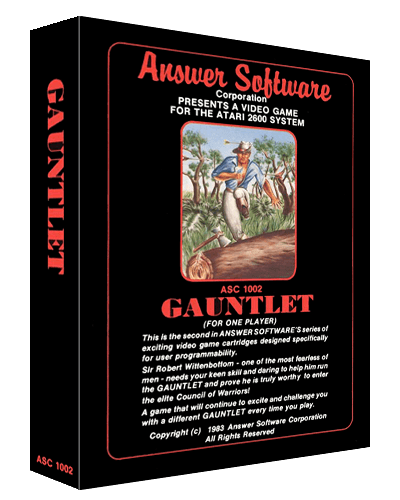 GAUNTLET
ASC 1002
Answer Software
Corporation
PRESENTS A VIDEO GAME
FOR THE ATARI 2600 SYSTEM
ASC 1002
GAUNTLET
(FOR ONE PLAYER)
This is the second in ANSWER SOFTWARE'S series of
exciting video game cartridges designed specifically
for user programmability.
Sir Robert Wittenbottom - one of the most fearless of
men - needs your keen skill and daring to help him run
the GAUNTLET and prove he is truly worthy to enter
the elite Council of Warriors!
A game that will continue to excite and challenge you
with a different GAUNTLET every time you play.
Copyright (c) 1983 Answer Software Corporation
All Rights Reserved